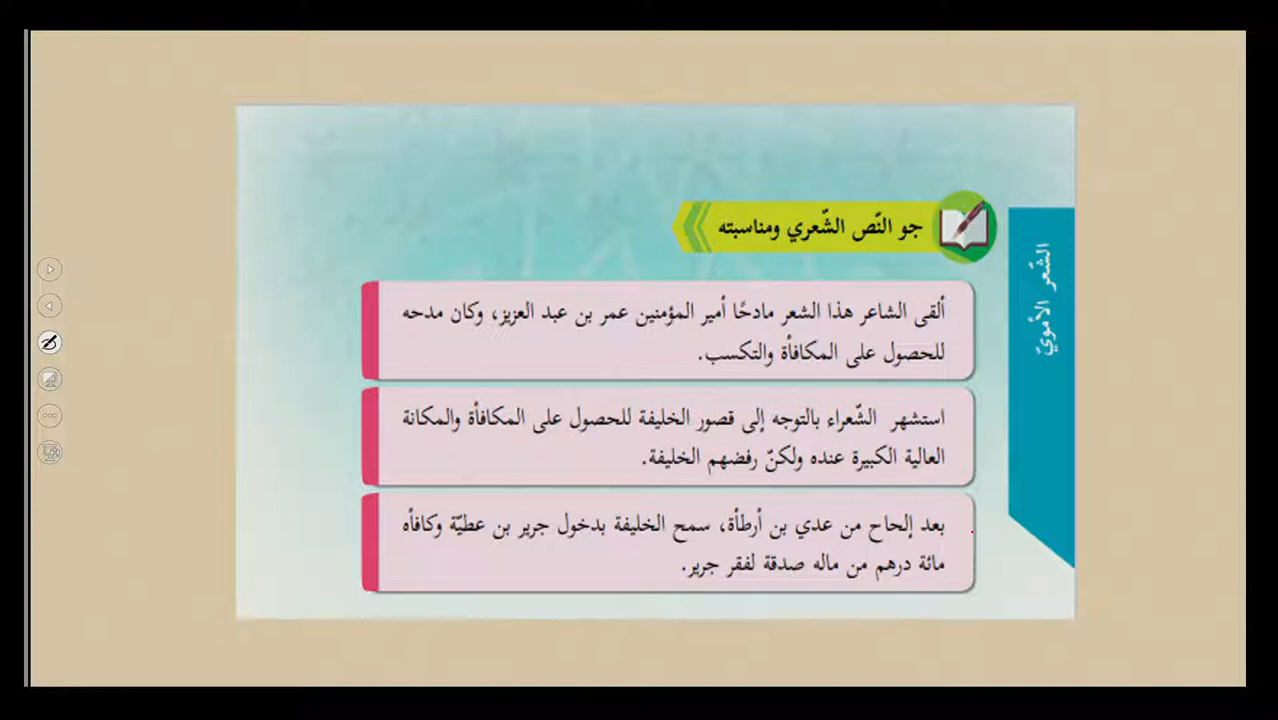 جو النّص الشّعري ومناسبته
الشّعر الأمويّ
ألقى الشاعر هذا الشعر مادحًا أمير المؤمنين عمر بن عبد العزيز، وكان مدحه
للحصول على المكافأة والتكسب.
استشهر الشّعراء بالتوجه إلى قصور الخليفة للحصول على المكافأة والمكانة
العالية الكبيرة عنده ولكنّ رفضهم الخليفة.
بعد إلحاح من عدي بن أرطأة، سمح الخليفة بدخول جرير بن عطيّة وكافأه
مائة درهم من ماله صدقة لفقر جرير.